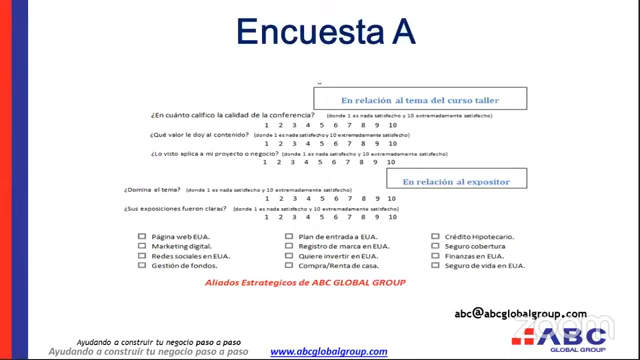 Encuesta A
En relación al tema del curso taller
¿En cuánto califico la calidad de la conferencia? (donde 1 es nada satisfecho y 10 extremadamente satisfecho)
1 2 3 4 5 6 7 8 9 10
¿Qué valor le doy al contenido? (donde 1 es nada satisfecho y 10 extremadamente satisfecho)
1 2 3 4 5 6 7 8 9 10
¿Lo visto aplica a mi proyecto o negocio? (donde 1 es nada satisfecho y 10 extremadamente satisfecho)
1 2 3 4 5 6 7 8 9 10
En relación al expositor
¿Domina el tema? (donde 1 es nada satisfecho y 10 extremadamente satisfecho)
1 2 3 4 5 6 7 8 9 10
¿Sus exposiciones fueron claras? (donde 1 es nada satisfecho y 10 extremadamente satisfecho)
1 2 3 4 5 6 7 8 9 10
Página web EUA. Plan de entrada a EUA. Crédito Hipotecario.
Marketing digital. Registro de marca en EUA. Seguro cobertura
Redes sociales en EUA. Quiere invertir en EUA. Finanzas en EUA.
Gestión de fondos. Compra/Renta de casa. Seguro de vida en EUA.
Aliados Estrategicos de ABC GLOBAL GROUP
abc@abcglobalgroup.com
zoom
ABC
GLOBAL GROUP
Ayudando a construir tu negocio paso a paso
Ayudando a construir tu negocio paso a paso www.abcglobalgroup.com